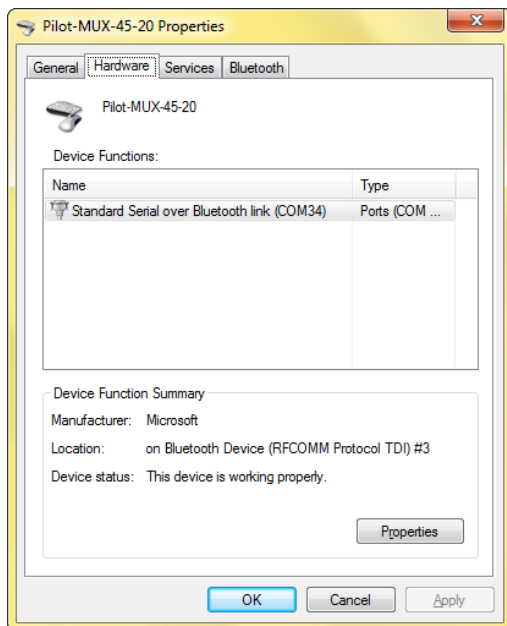 Pilot-MUX-45-20 Properties
General Hardware Services Bluetooth
Pilot-MUX-45-20
Device Functions:
Name Type
Standard Serial over Bluetooth link (COM34) Ports (COM ...
Device Function Summary
Manufacturer: Microsoft
Location: on Bluetooth Device (RFCOMM Protocol TDI) #3
Device status: This device is working properly.
Properties
OK Cancel Apply